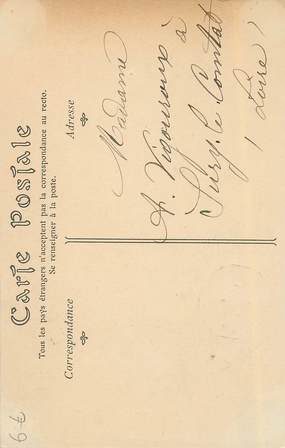 Carte Postale
Tous les pays étrangers n'acceptent pas la correspondance au recto.
Se renseigner à la poste.
Correspondance
Adresse
Madame
A. Vigouroux
à
Sury-le-Comtal
(Loire)
6€